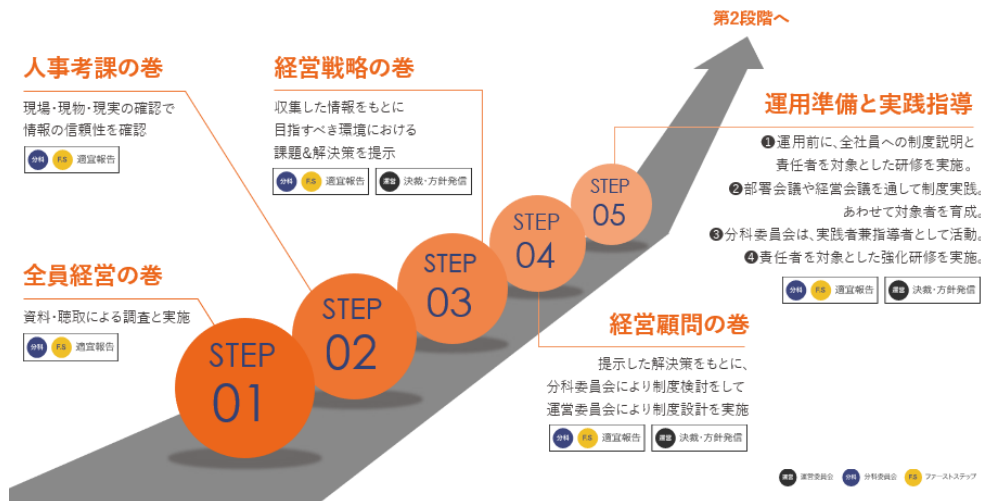 第2段階へ
人事考課の巻
現場・現物・現実の確認で
情報の信頼性を確認
分科 F.S 適宜報告
経営戦略の巻
収集した情報をもとに
目指すべき環境における
課題&解決策を提示
分科 F.S 適宜報告 運営 決裁・方針発信
運用準備と実践指導
❶運用前に、全社員への制度説明と
責任者を対象とした研修を実施。
❷部署会議や経営会議を通して制度実践。
あわせて対象者を育成。
❸分科委員会は、実践者兼指導者として活動。
❹責任者を対象とした強化研修を実施。
分科 F.S 適宜報告 運営 決裁・方針発信
全員経営の巻
資料・聴取による調査と実施
分科 F.S 適宜報告
STEP
01
STEP
02
STEP
03
STEP
04
STEP
05
経営顧問の巻
提示した解決策をもとに、
分科委員会により制度検討をして
運営委員会により制度設計を実施
分科 F.S 適宜報告 運営 決裁・方針発信
運営 運営委員会 分科 分科委員会 F.S ファーストステップ